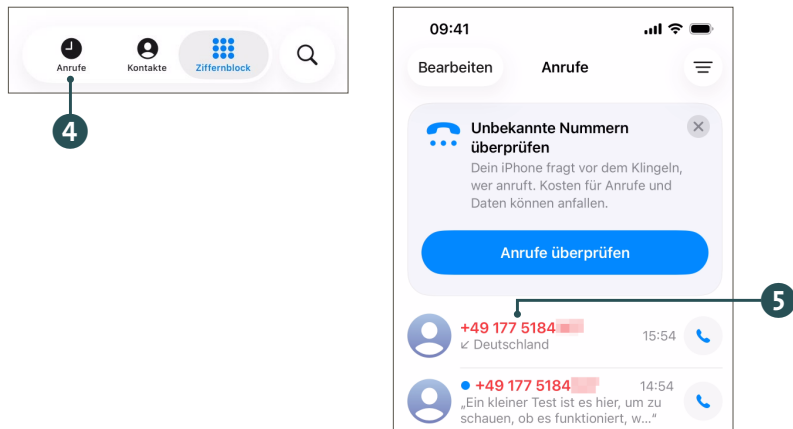 Anrufe
Kontakte
Ziffernblock
4
09:41
Bearbeiten
Anrufe
Unbekannte Nummern
überprüfen
Dein iPhone fragt vor dem Klingeln,
wer anruft. Kosten für Anrufe und
Daten können anfallen.
Anrufe überprüfen
5
+49 177 5184
15:54
Deutschland
+49 177 5184
14:54
„Ein kleiner Test ist es hier, um zu
schauen, ob es funktioniert, w...“